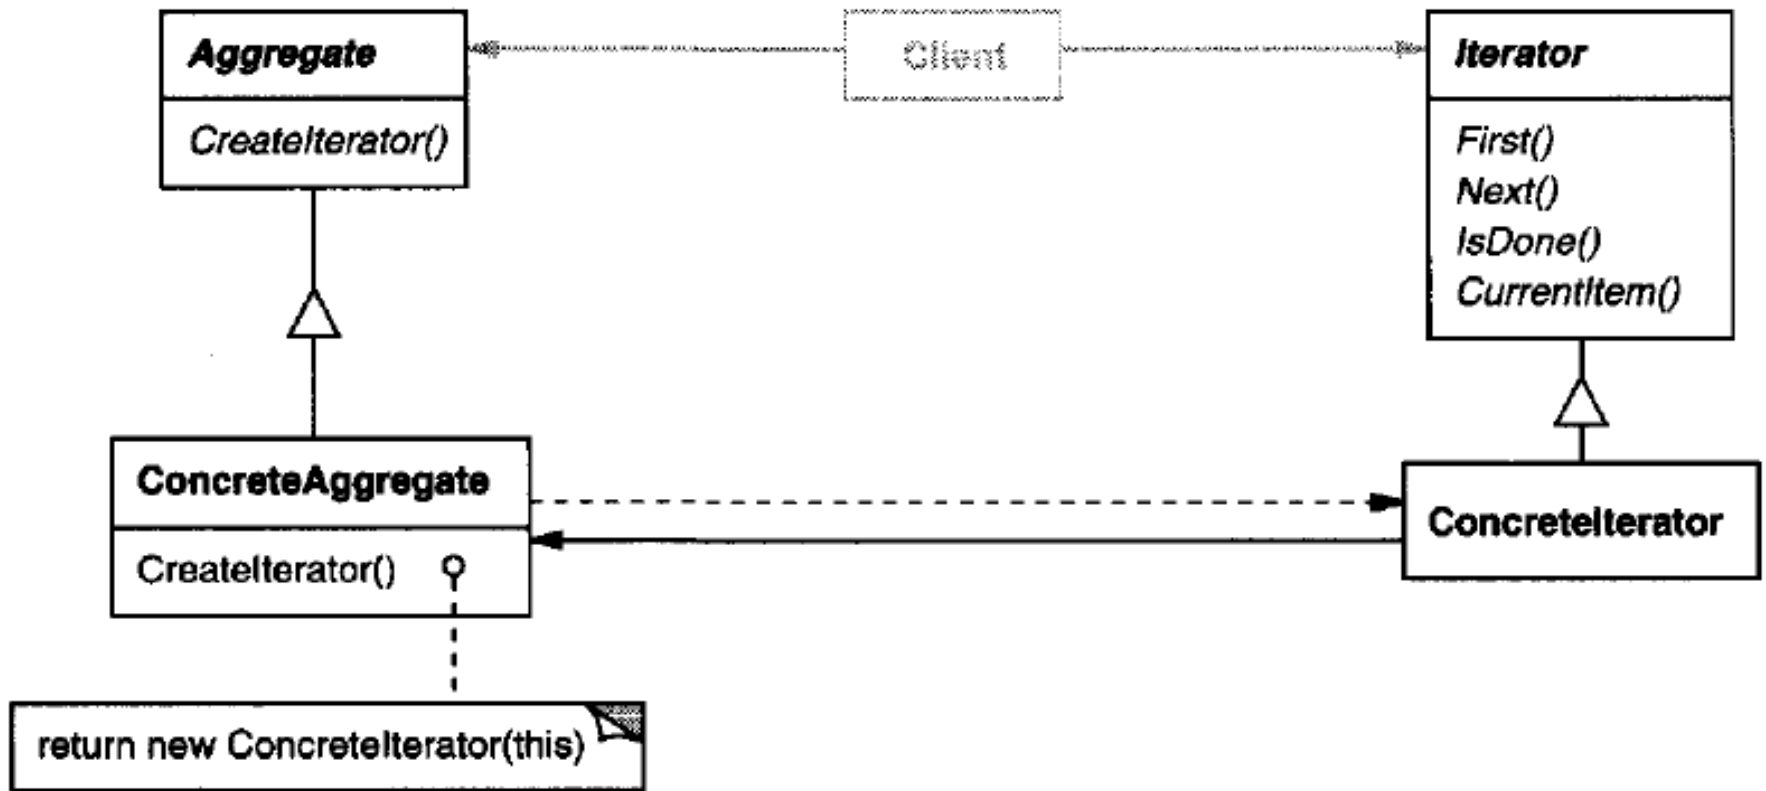 Aggregate
CreateIterator()
Client
Iterator
First()
Next()
IsDone()
CurrentItem()
ConcreteAggregate
CreateIterator()
ConcreteIterator
return new ConcreteIterator(this)